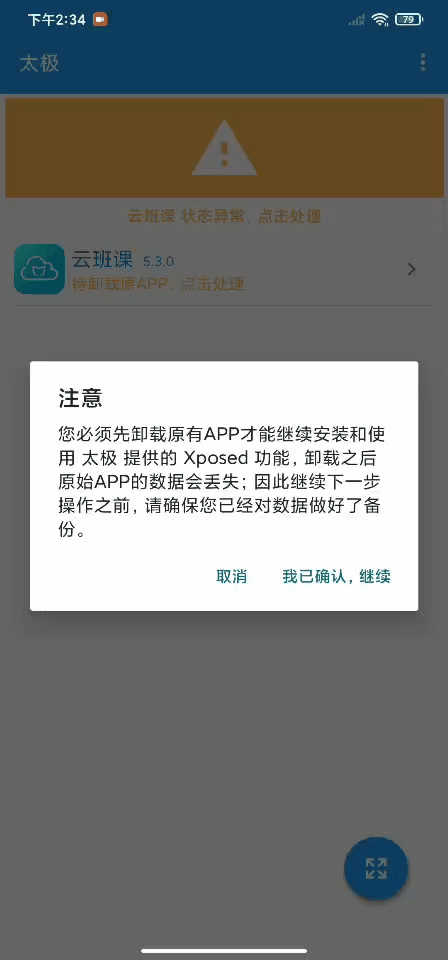 下午2:34
79
太极
云班课 状态异常，点击处理
云班课 5.3.0
待卸载原APP，点击处理
注意
您必须先卸载原有APP才能继续安装和使
用 太极 提供的 Xposed 功能，卸载之后
原始APP的数据会丢失；因此继续下一步
操作之前，请确保您已经对数据做好了备
份。
取消
我已确认，继续